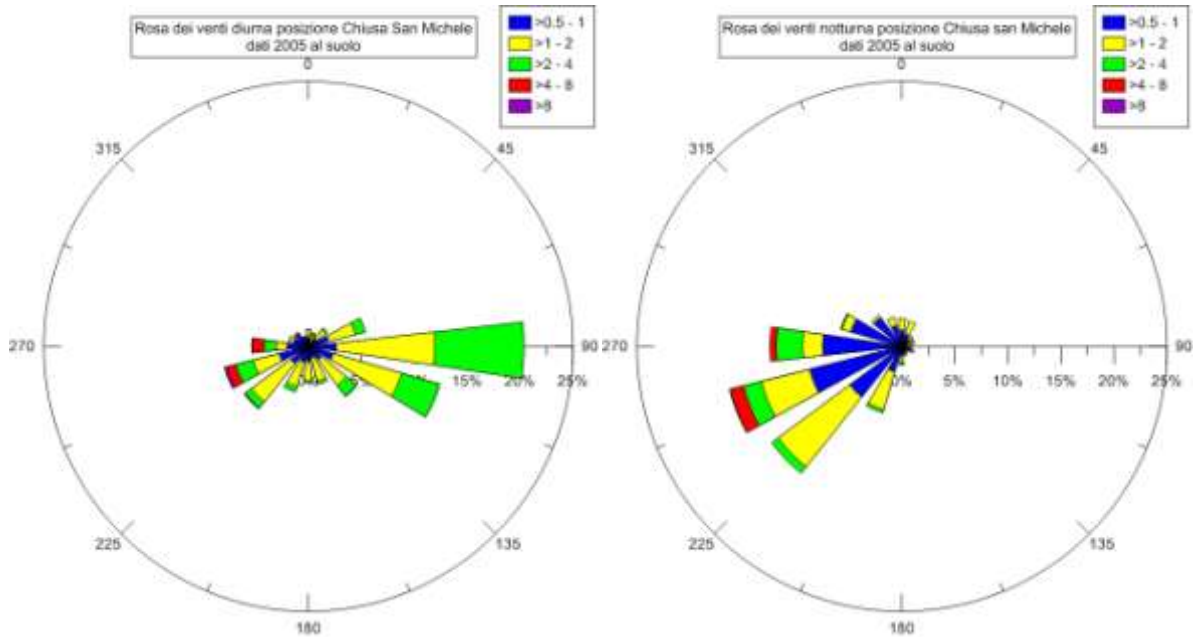 Rosa dei venti diurna posizione Chiusa San Michele
dati 2005 al suolo
>0.5 - 1
>1 - 2
>2 - 4
>4 - 8
>8
0
45
90
135
180
225
270
315
0%
5%
15%
20%
25%
Rosa dei venti notturna posizione Chiusa san Michele
dati 2005 al suolo
>0.5 - 1
>1 - 2
>2 - 4
>4 - 8
>8
0
45
90
135
180
225
270
315
0%
5%
10%
15%
20%
25%